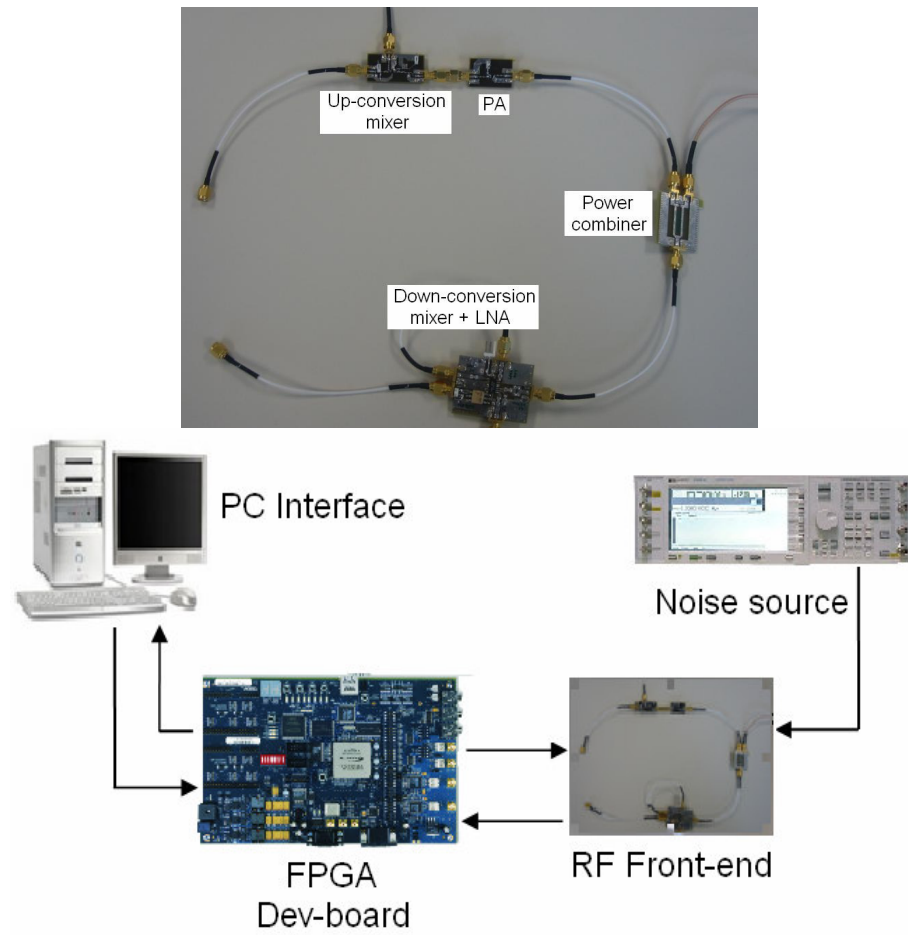 Up-conversion
mixer
PA
Power
combiner
Down-conversion
mixer + LNA
PC Interface
Noise source
FPGA
Dev-board
RF Front-end